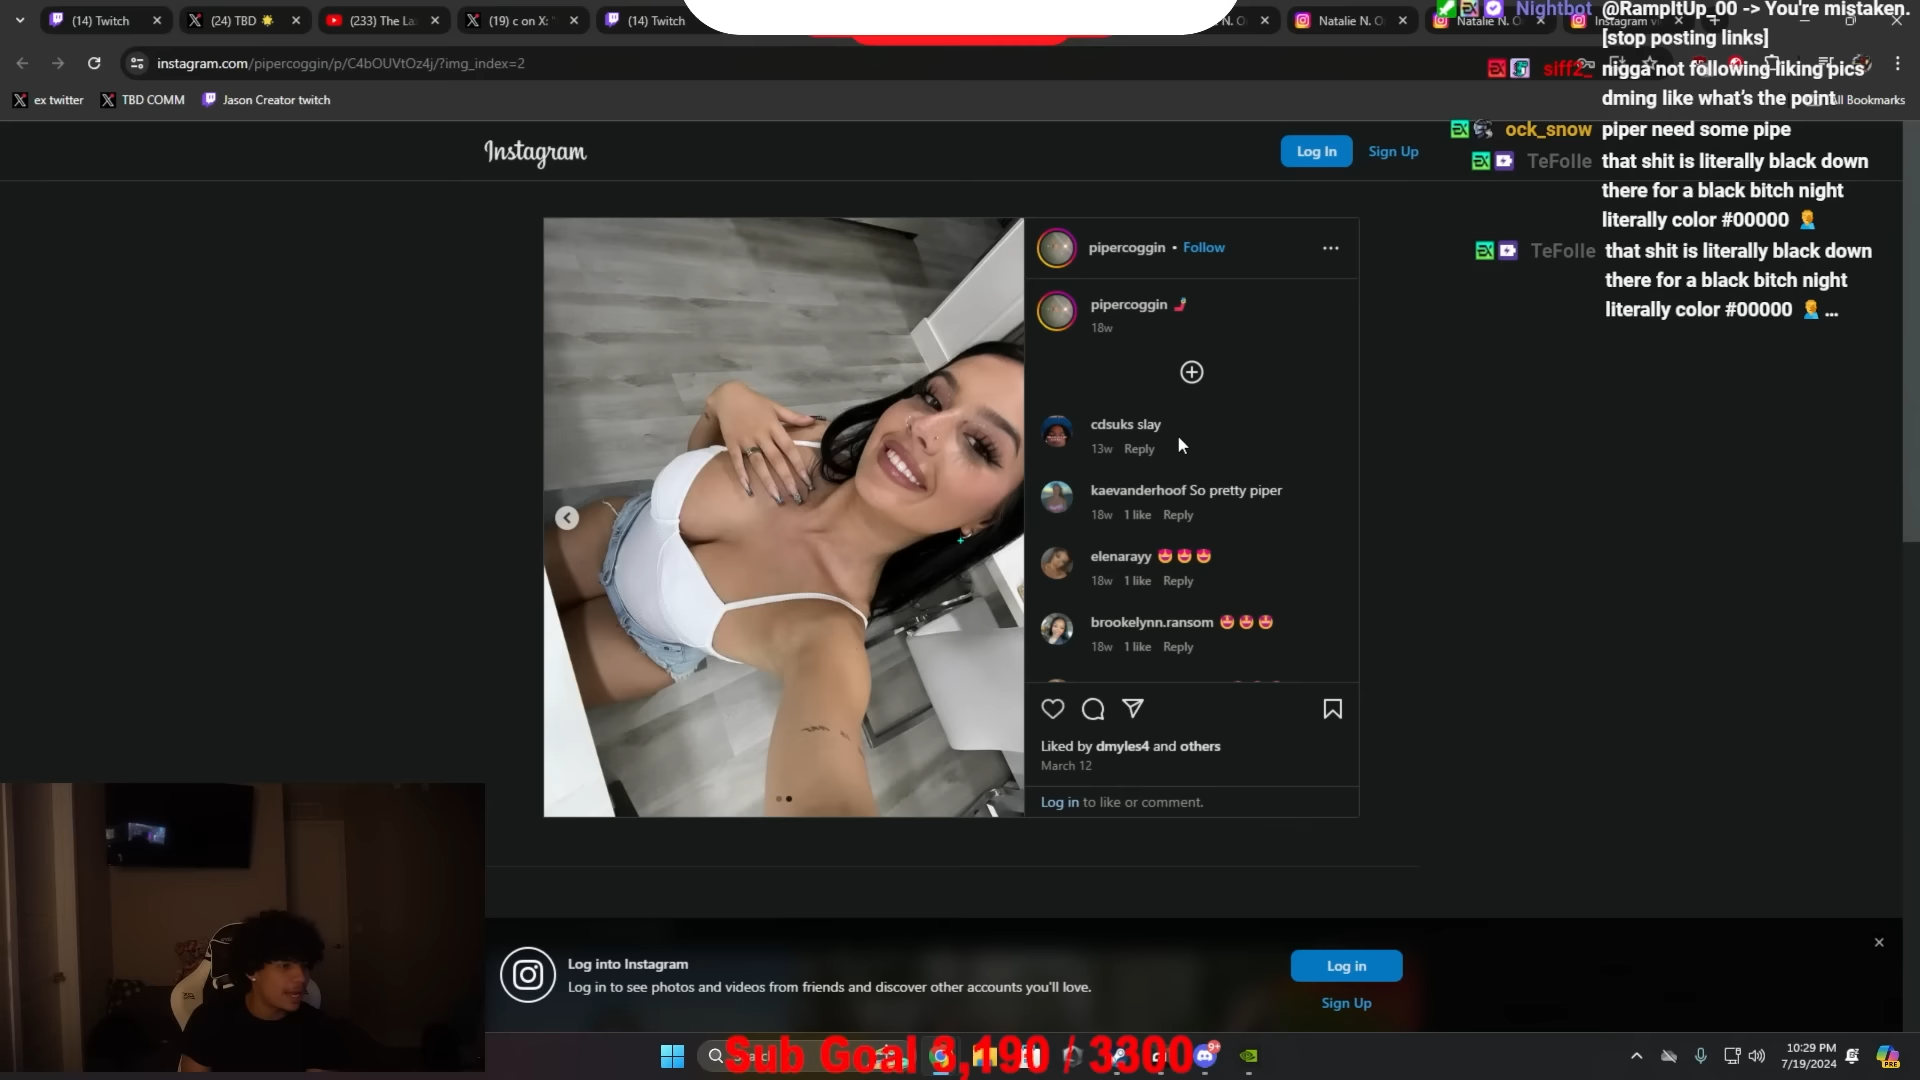 (14) Twitch
(24) TBD
(233) The La
(19) c on X: "
(14) Twitch
N. O
Natalie N. O
Natalie N. O
Instagram
instagram.com/pipercoggin/p/C4bOUVtOz4j/?img_index=2
ex twitter
TBD COMM
Jason Creator twitch
All Bookmarks
Nightbot @RampItUp_00 -> You're mistaken.
[stop posting links]
siff2_ nigga not following liking pics
dming like what's the point
ock_snow piper need some pipe
TeFolle that shit is literally black down
there for a black bitch night
literally color #00000 🤦
TeFolle that shit is literally black down
there for a black bitch night
literally color #00000 🤦 ...
Instagram
Log In
Sign Up
pipercoggin • Follow
pipercoggin 💅
18w
cdsuks slay
13w Reply
kaevanderhoof So pretty piper
18w 1 like Reply
elenarayy 😍😍😍
18w 1 like Reply
brookelynn.ransom 😍😍😍
18w 1 like Reply
Liked by dmyles4 and others
March 12
Log in to like or comment.
Log into Instagram
Log in to see photos and videos from friends and discover other accounts you'll love.
Log in
Sign Up
Sub Goal 3,190 / 3300
10:29 PM
7/19/2024